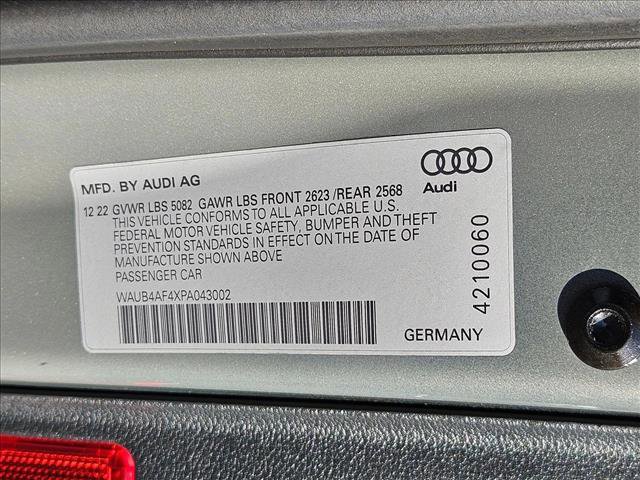 MFD. BY AUDI AG
Audi
12 22 GVWR LBS 5082 GAWR LBS FRONT 2623 /REAR 2568
THIS VEHICLE CONFORMS TO ALL APPLICABLE U.S.
FEDERAL MOTOR VEHICLE SAFETY, BUMPER AND THEFT
PREVENTION STANDARDS IN EFFECT ON THE DATE OF
MANUFACTURE SHOWN ABOVE
PASSENGER CAR
WAUB4AF4XPA043002
4210060
GERMANY